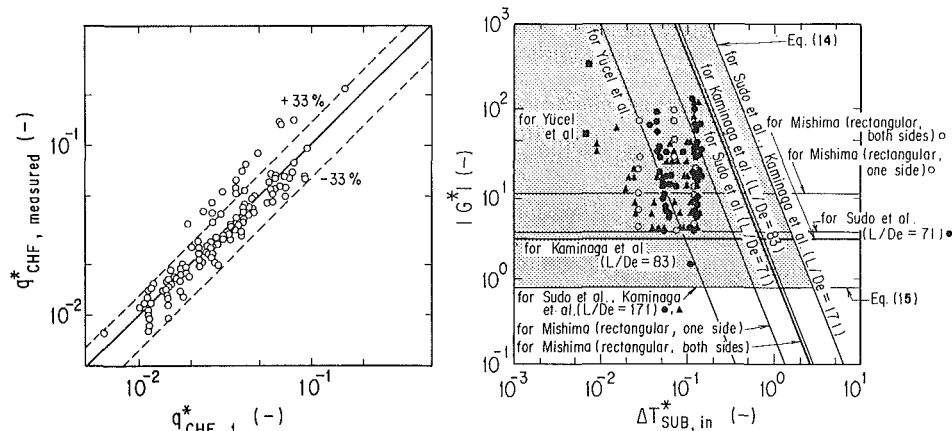 q*CHF, measured (-)
10^-1
10^-2
+33%
-33%
10^-2
10^-1
q*CHF, 1 (-)
|G*| (-)
10^3
10^2
10^1
10^0
10^-1
for Yücel et al.
for Yücel
et al.
for Sudo et al. (L/De=71)
for Kaminaga et al. (L/De=83)
for Sudo et al., Kaminaga et al. (L/De=171)
Eq. (14)
for Mishima (rectangular,
both sides) ○
for Mishima (rectangular,
one side) ○
for Sudo et al.
(L/De=71) ●
for Kaminaga et al
(L/De=83)
Eq. (15)
for Sudo et al., Kaminaga
et al. (L/De=171) ●,▲
for Mishima (rectangular, one side)
for Mishima (rectangular, both sides)
10^-3
10^-2
10^-1
10^0
10^1
ΔT*SUB, in (-)